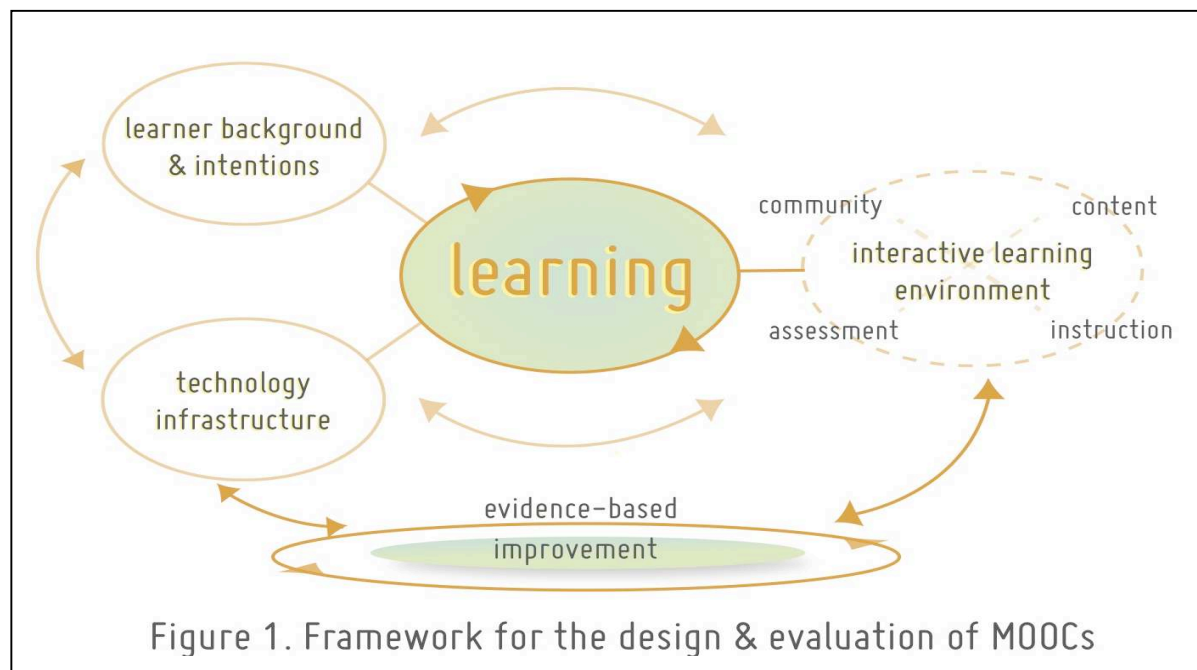 learner background
& intentions
learning
community
content
interactive learning
environment
assessment
instruction
technology
infrastructure
evidence-based
improvement
Figure 1. Framework for the design & evaluation of MOOCs